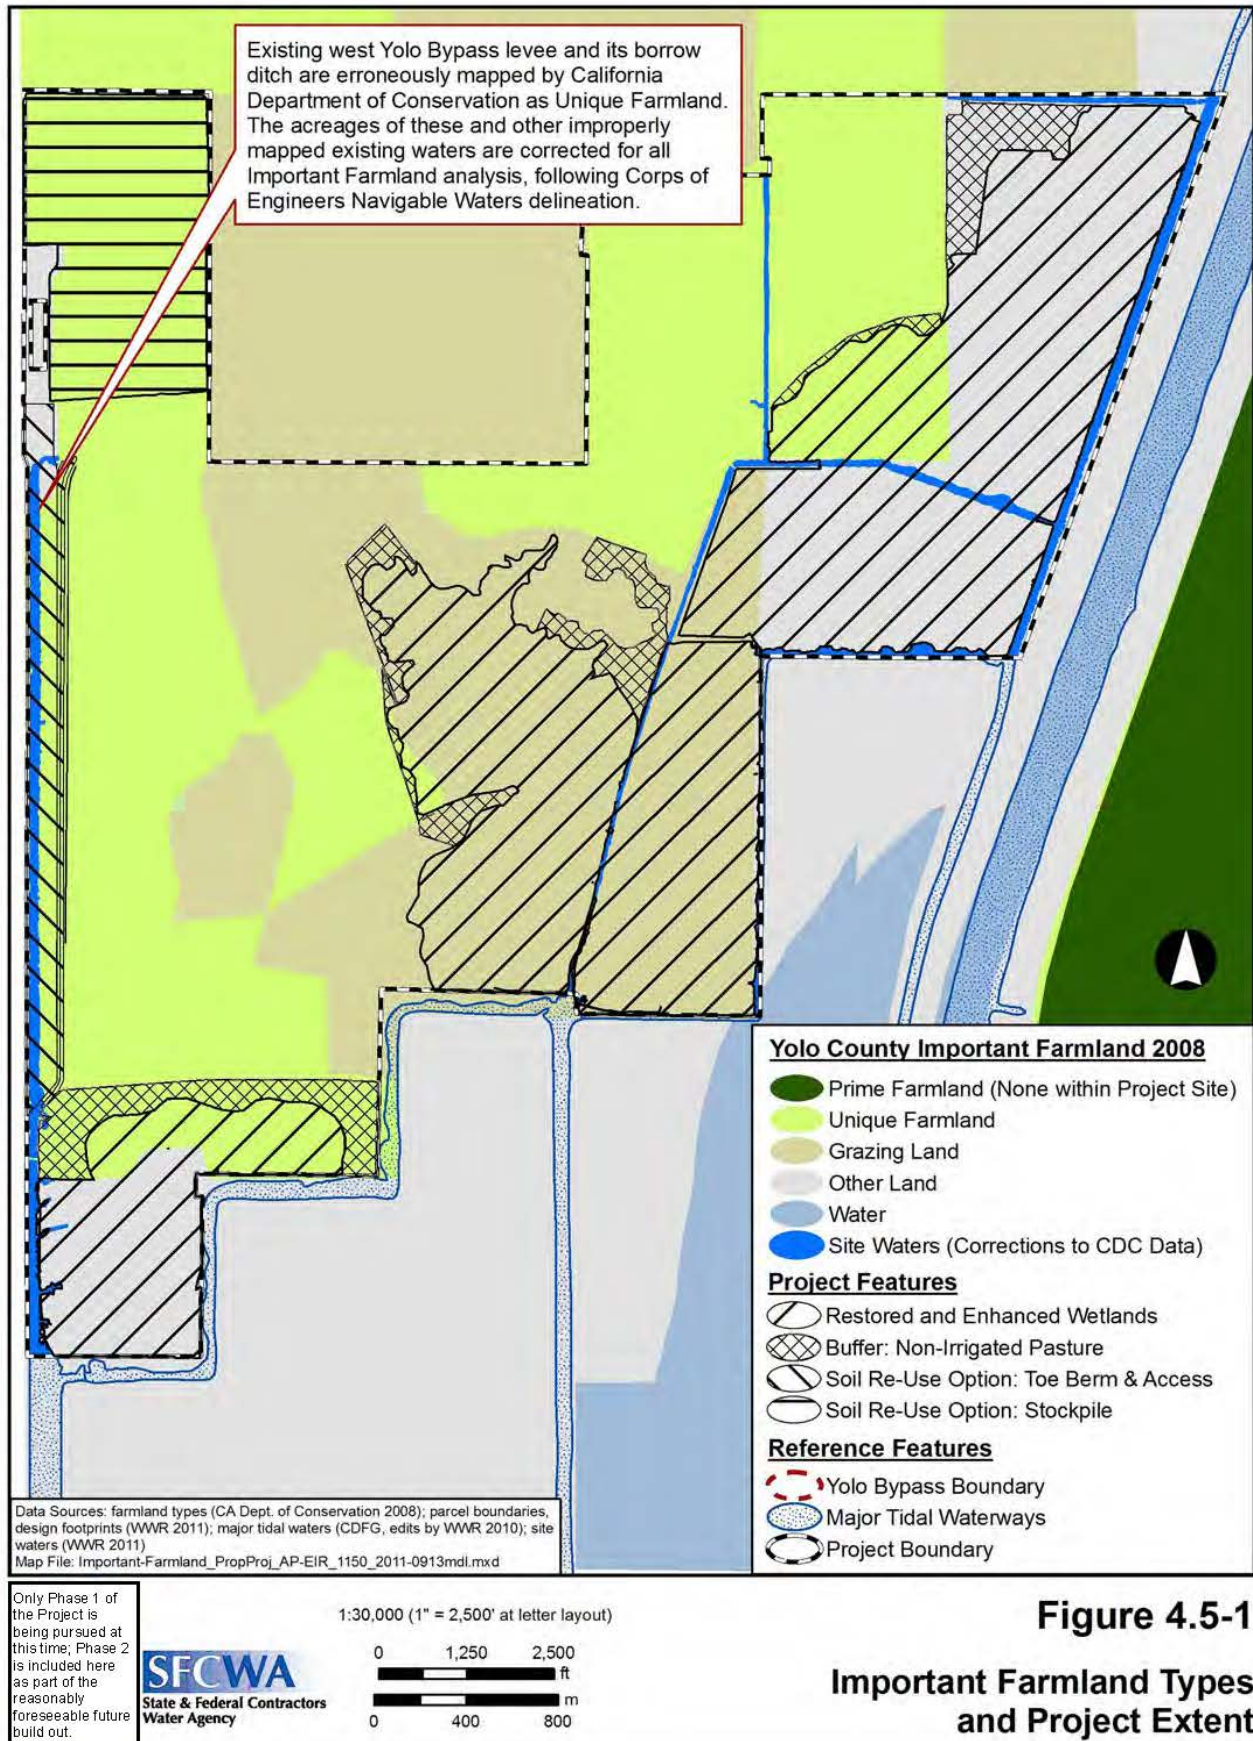 Existing west Yolo Bypass levee and its borrow
ditch are erroneously mapped by California
Department of Conservation as Unique Farmland.
The acreages of these and other improperly
mapped existing waters are corrected for all
Important Farmland analysis, following Corps of
Engineers Navigable Waters delineation.
Yolo County Important Farmland 2008
Prime Farmland (None within Project Site)
Unique Farmland
Grazing Land
Other Land
Water
Site Waters (Corrections to CDC Data)
Project Features
Restored and Enhanced Wetlands
Buffer: Non-Irrigated Pasture
Soil Re-Use Option: Toe Berm & Access
Soil Re-Use Option: Stockpile
Reference Features
Yolo Bypass Boundary
Major Tidal Waterways
Project Boundary
Data Sources: farmland types (CA Dept. of Conservation 2008); parcel boundaries,
design footprints (WWR 2011); major tidal waters (CDFG, edits by WWR 2010); site
waters (WWR 2011)
Map File: Important-Farmland_PropProj_AP-EIR_1150_2011-0913mdl.mxd
Only Phase 1 of
the Project is
being pursued at
this time; Phase 2
is included here
as part of the
reasonably
foreseeable future
build out.
SFCWA
State & Federal Contractors
Water Agency
1:30,000 (1" = 2,500' at letter layout)
0 1,250 2,500
ft
m
0 400 800
Figure 4.5-1
Important Farmland Types
and Project Extent